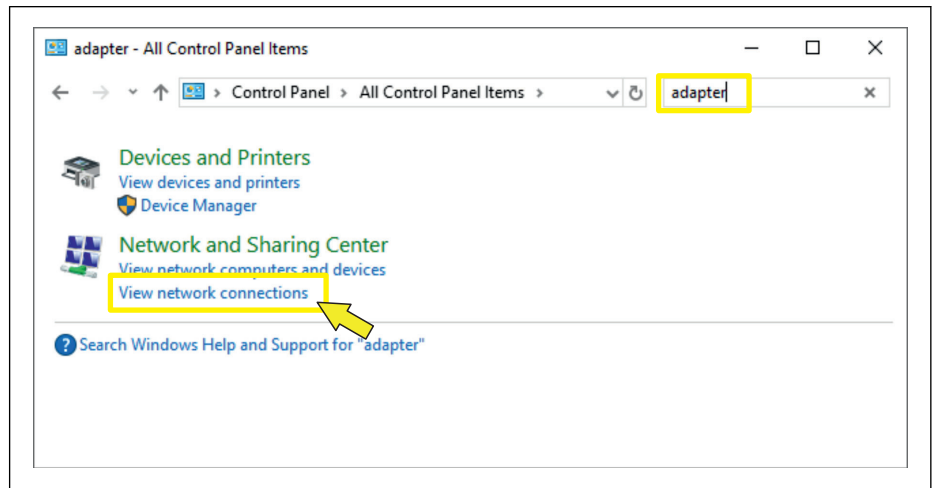 adapter - All Control Panel Items
Control Panel > All Control Panel Items >
adapter
Devices and Printers
View devices and printers
Device Manager
Network and Sharing Center
View network computers and devices
View network connections
Search Windows Help and Support for "adapter"